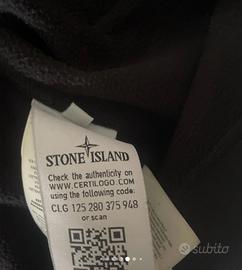 STONE ISLAND
Check the authenticity on
WWW.CERTILOGO.COM
using the following code:
CLG 125 280 375 948
or scan
subito